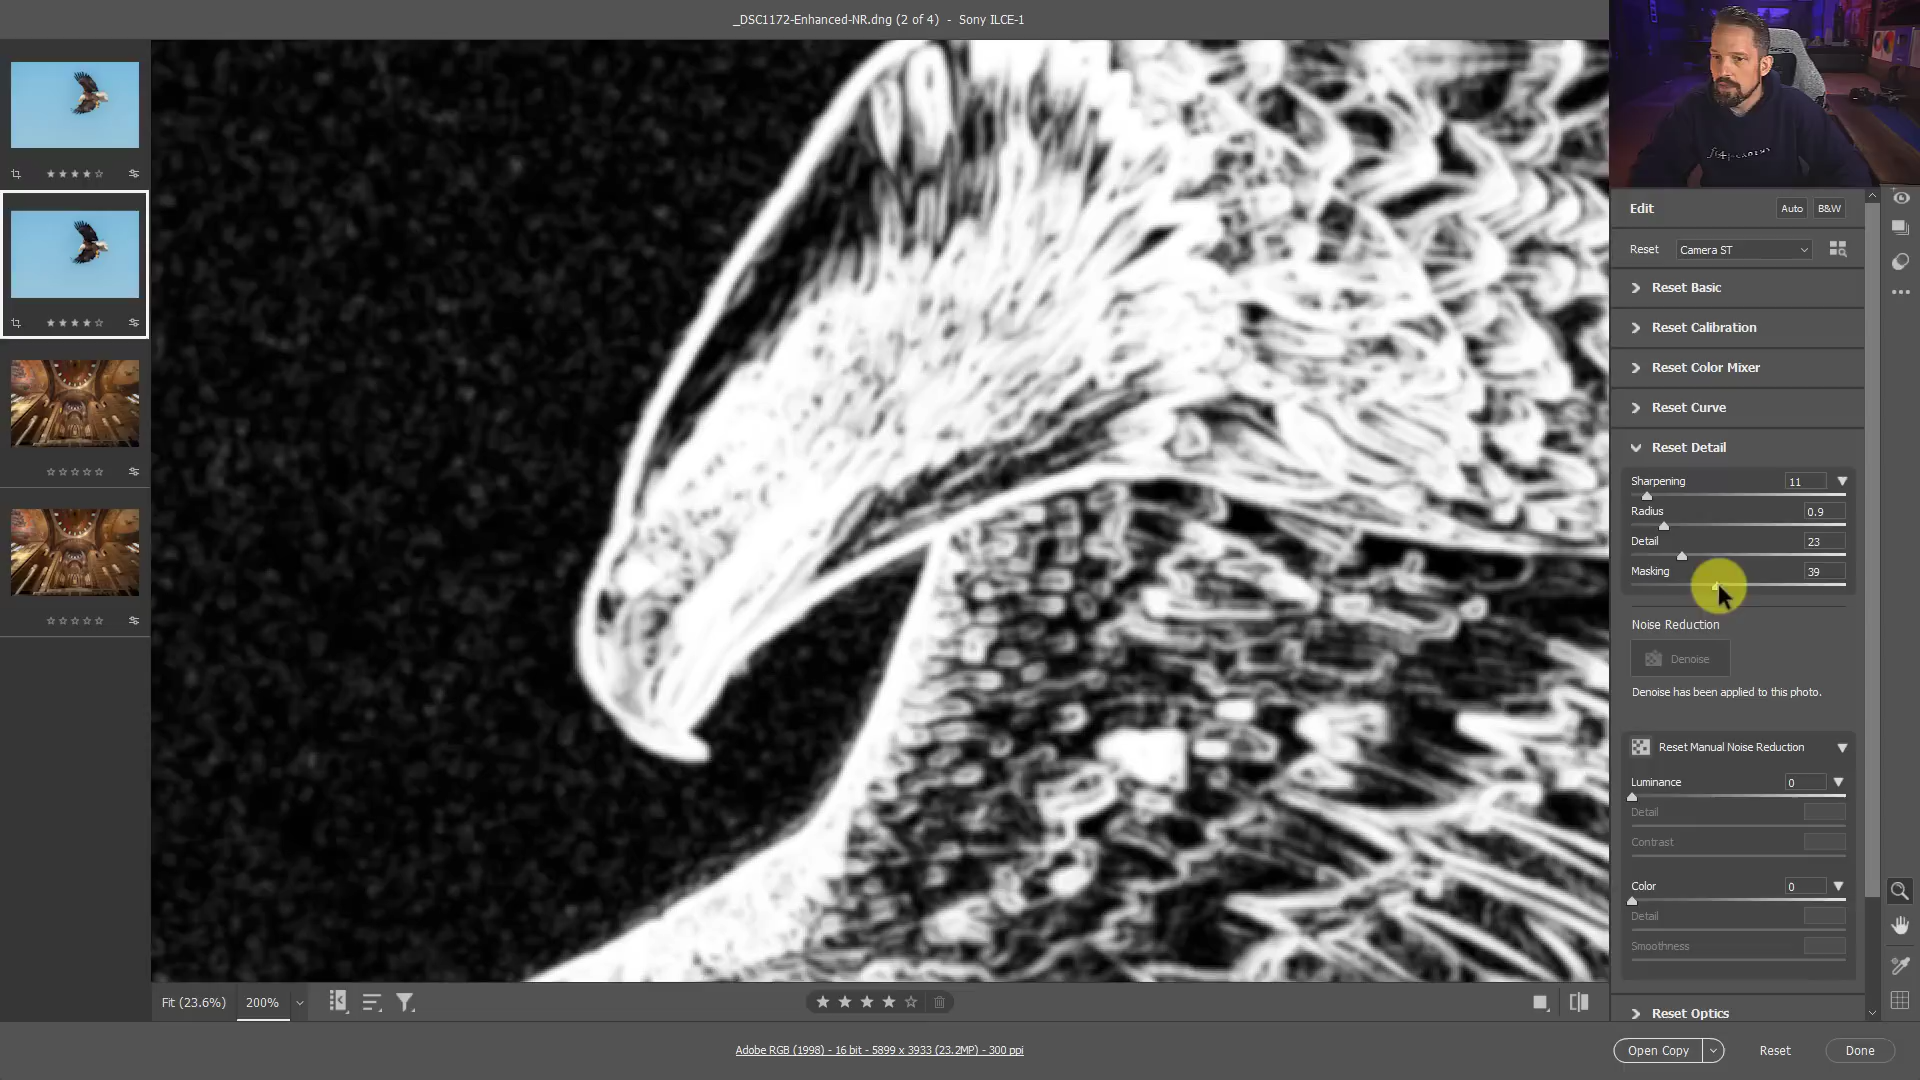 _DSC1172-Enhanced-NR.dng (2 of 4) - Sony ILCE-1
Edit
Auto
B&W
Reset
Camera ST
Reset Basic
Reset Calibration
Reset Color Mixer
Reset Curve
Reset Detail
Sharpening 11
Radius 0.9
Detail 23
Masking 39
Noise Reduction
Denoise
Denoise has been applied to this photo.
Reset Manual Noise Reduction
Luminance 0
Detail
Contrast
Color 0
Detail
Smoothness
Reset Optics
Fit (23.6%)
200%
Adobe RGB (1998) - 16 bit - 5899 x 3933 (23.2MP) - 300 ppi
Open Copy
Reset
Done